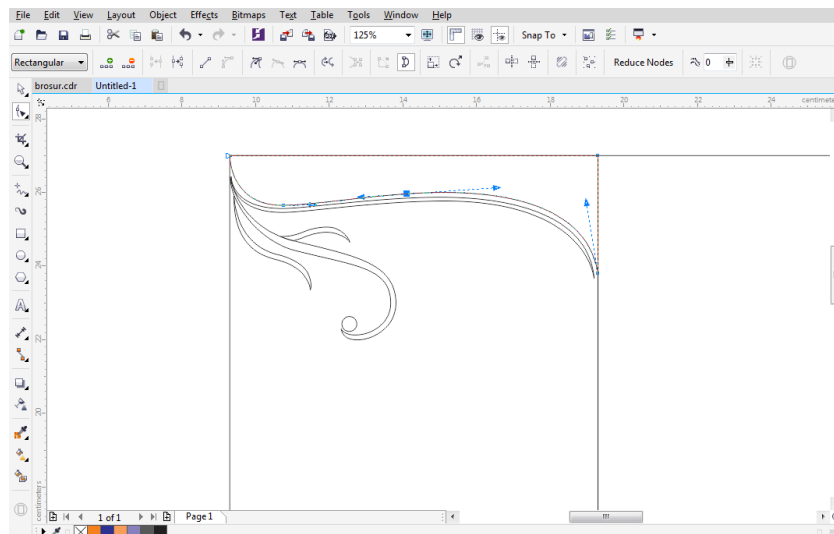 File Edit View Layout Object Effects Bitmaps Text Table Tools Window Help
125% Snap To
Rectangular Reduce Nodes 0
brosur.cdr Untitled-1
6 8 10 12 14 16 18 20 22 24 centimeters
28
26
24
22
20
centimeters
1 of 1 Page 1